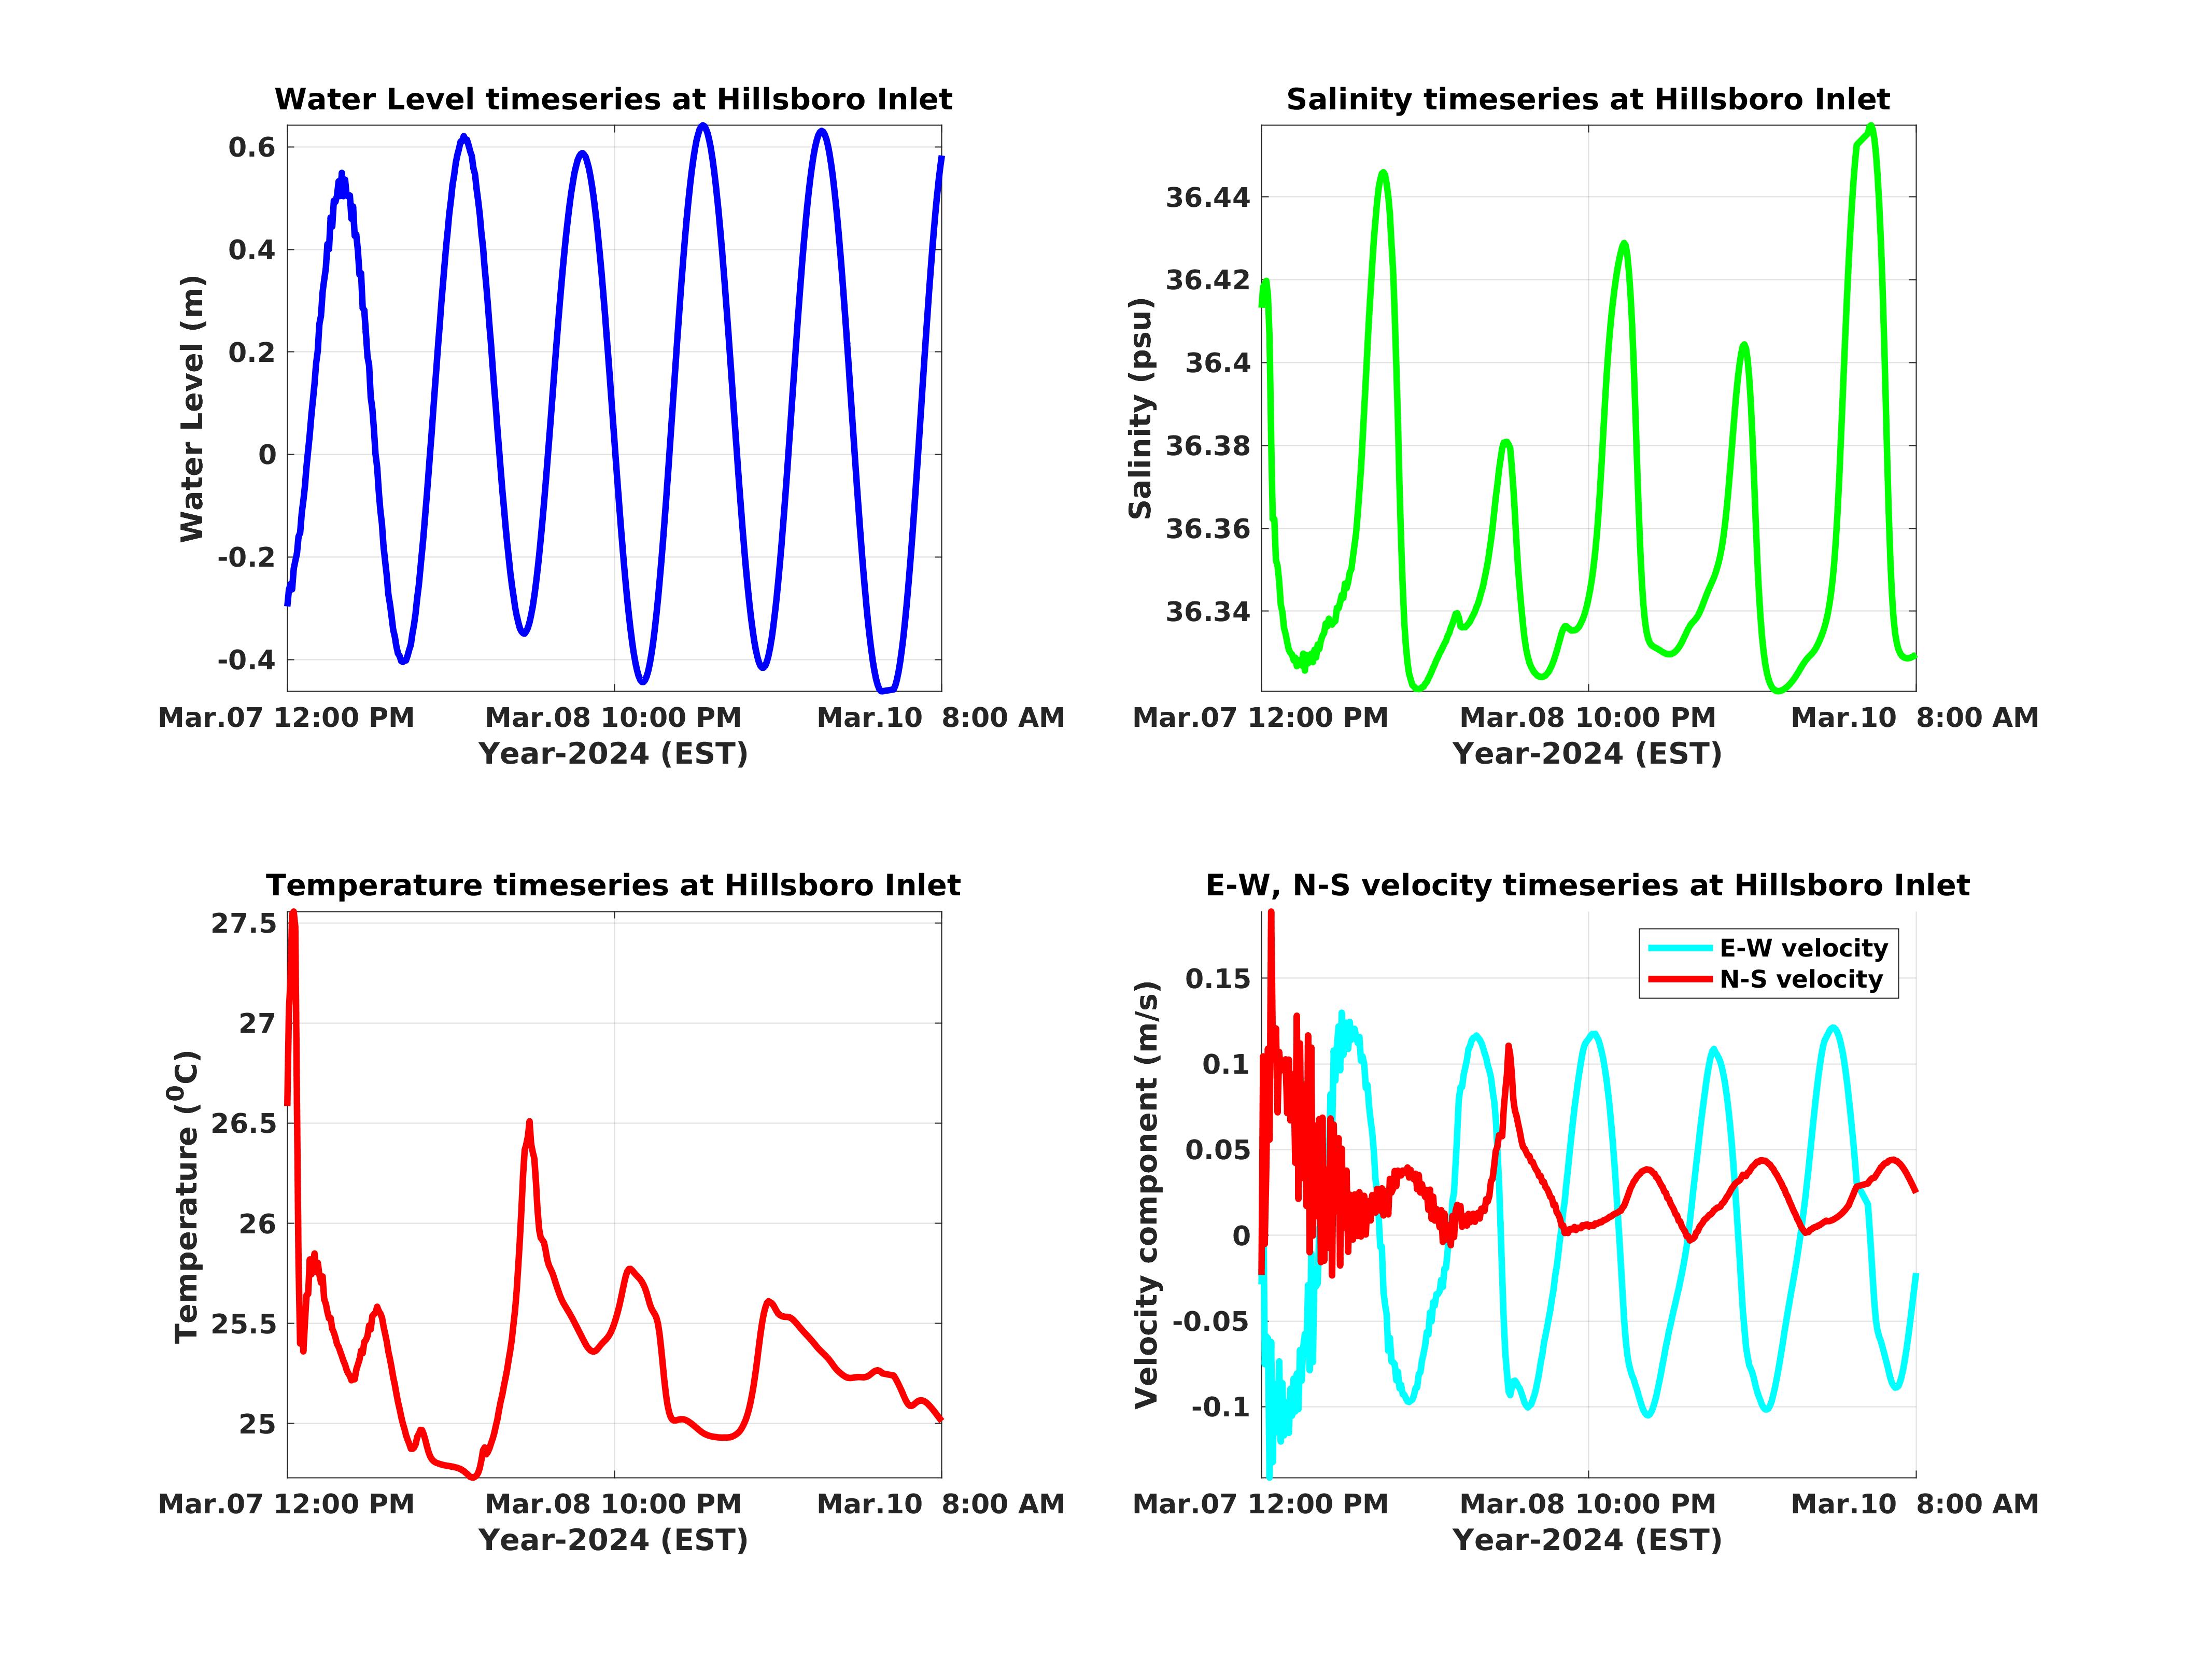 Water Level timeseries at Hillsboro Inlet
0.6
0.4
0.2
0
-0.2
-0.4
Water Level (m)
Mar.07 12:00 PM Mar.08 10:00 PM Mar.10 8:00 AM
Year-2024 (EST)
Salinity timeseries at Hillsboro Inlet
36.44
36.42
36.4
36.38
36.36
36.34
Salinity (psu)
Mar.07 12:00 PM Mar.08 10:00 PM Mar.10 8:00 AM
Year-2024 (EST)
Temperature timeseries at Hillsboro Inlet
27.5
27
26.5
26
25.5
25
Temperature (⁰C)
Mar.07 12:00 PM Mar.08 10:00 PM Mar.10 8:00 AM
Year-2024 (EST)
E-W, N-S velocity timeseries at Hillsboro Inlet
E-W velocity
N-S velocity
0.15
0.1
0.05
0
-0.05
-0.1
Velocity component (m/s)
Mar.07 12:00 PM Mar.08 10:00 PM Mar.10 8:00 AM
Year-2024 (EST)